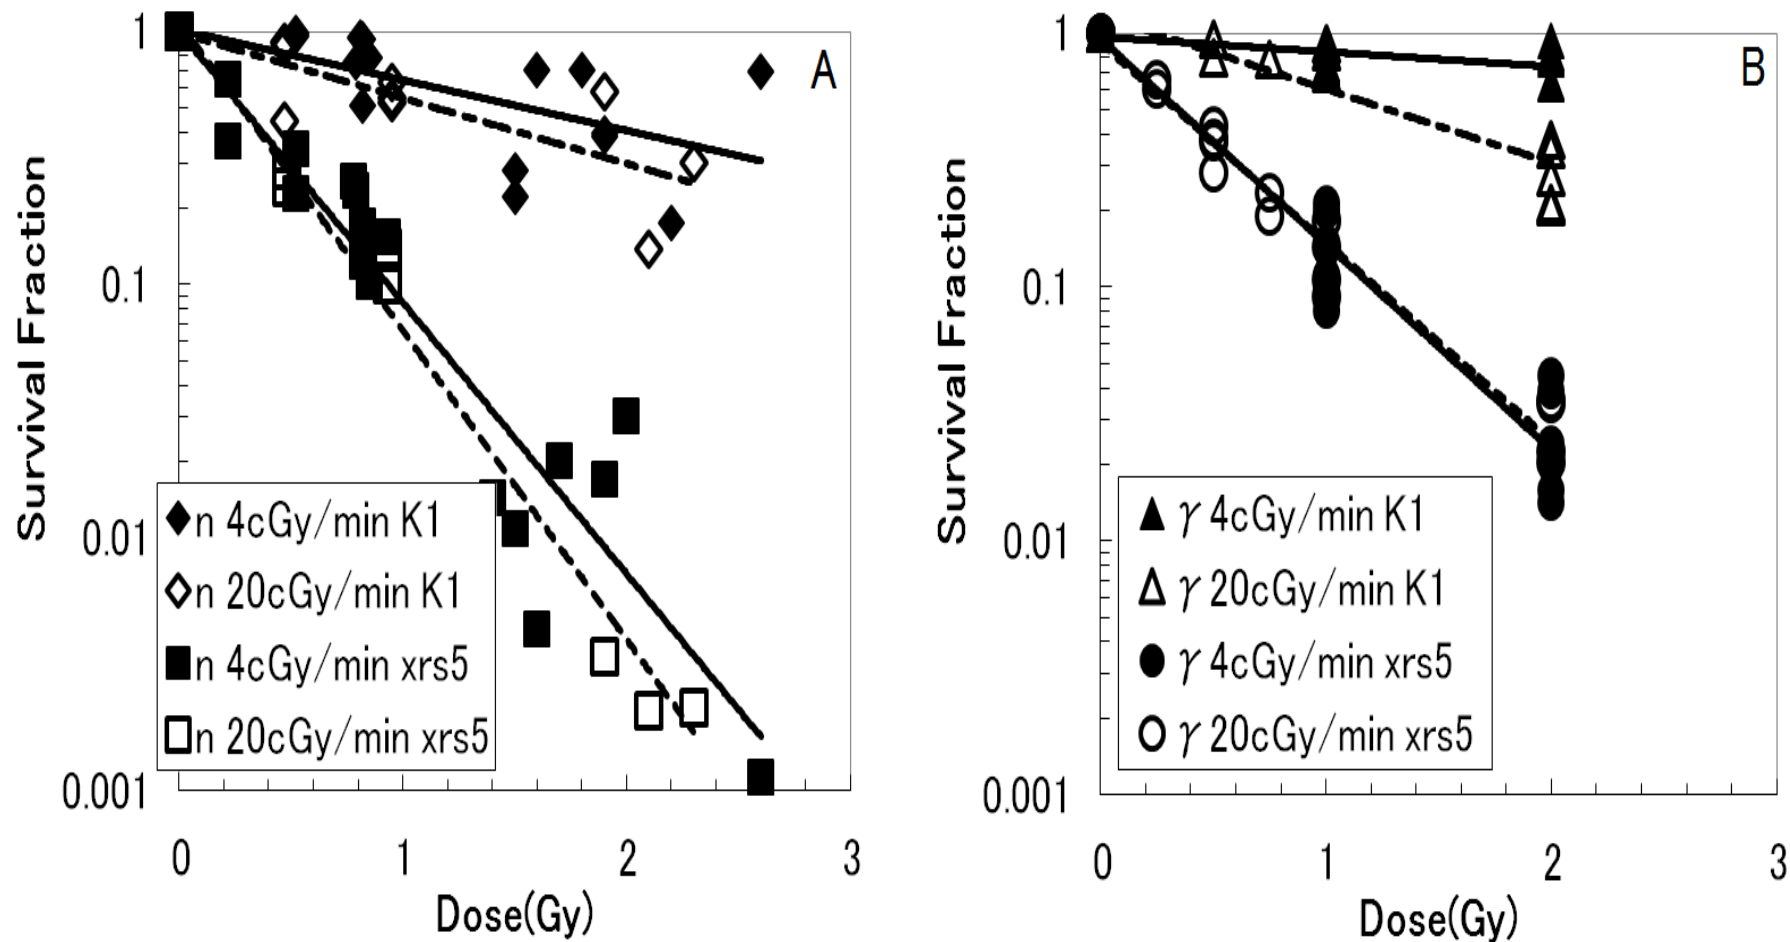 A
Survival Fraction
1
0.1
0.01
0.001
n 4cGy/min K1
n 20cGy/min K1
n 4cGy/min xrs5
n 20cGy/min xrs5
0 1 2 3
Dose(Gy)
B
Survival Fraction
1
0.1
0.01
0.001
γ 4cGy/min K1
γ 20cGy/min K1
γ 4cGy/min xrs5
γ 20cGy/min xrs5
0 1 2 3
Dose(Gy)